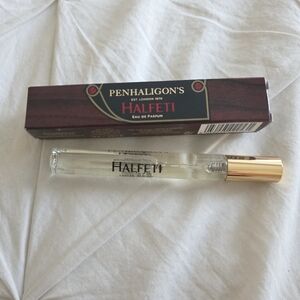 PENHALIGON'S
EST. LONDON 1870
HALFETI
EAU DE PARFUM
HALFETI